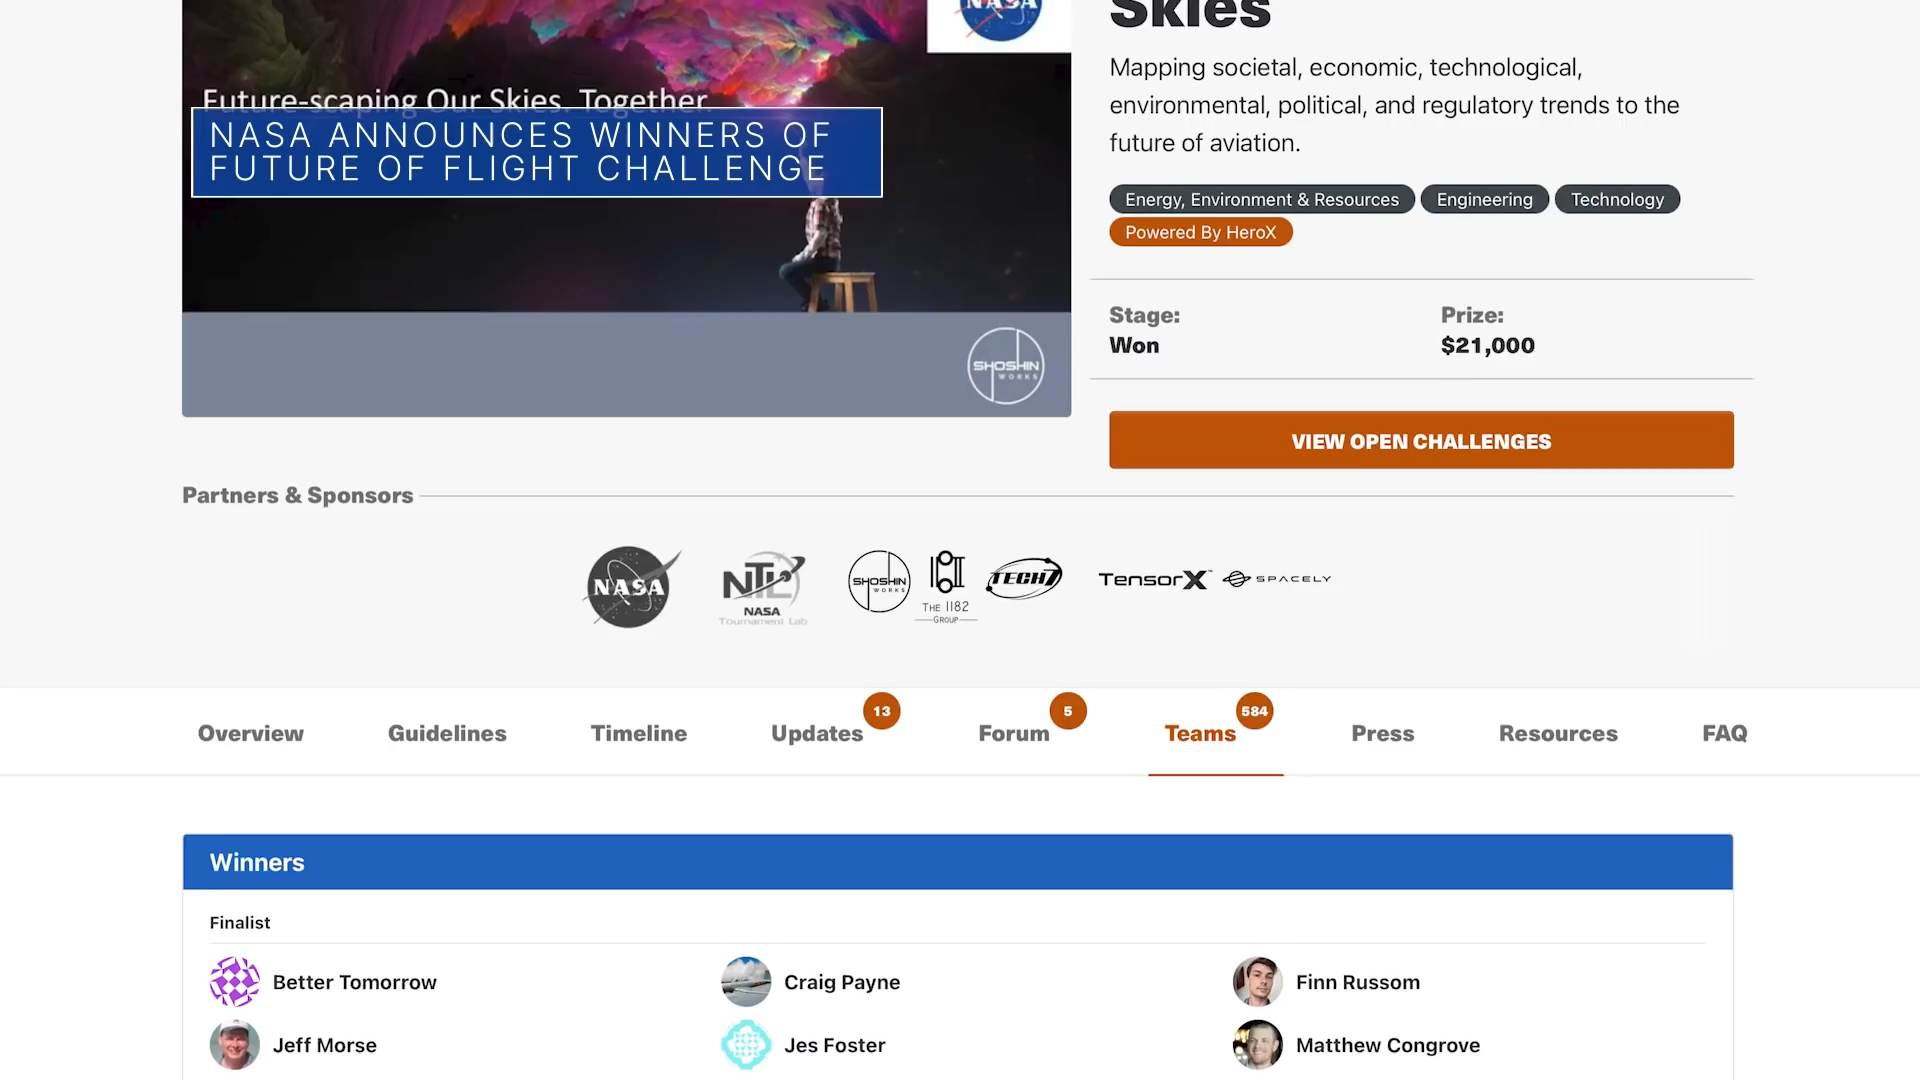 NASA
Skies
Mapping societal, economic, technological,
environmental, political, and regulatory trends to the
future of aviation.
Future-scaping Our Skies. Together.
NASA ANNOUNCES WINNERS OF
FUTURE OF FLIGHT CHALLENGE
Energy, Environment & Resources
Engineering
Technology
Powered By HeroX
Stage:
Won
Prize:
$21,000
SHOSHIN
WORKS
VIEW OPEN CHALLENGES
Partners & Sponsors
NASA
NTL
NASA
Tournament Lab
SHOSHIN
WORKS
THE 1182
GROUP
TECH7
TensorX™
SPACELY
Overview
Guidelines
Timeline
Updates 13
Forum 5
Teams 584
Press
Resources
FAQ
Winners
Finalist
Better Tomorrow
Craig Payne
Finn Russom
Jeff Morse
Jes Foster
Matthew Congrove